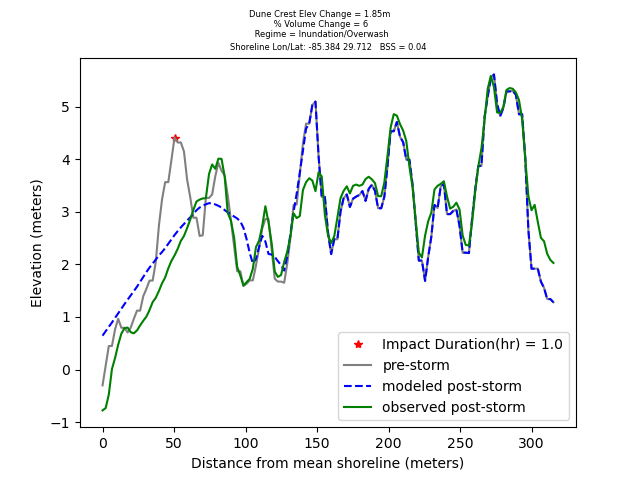 Dune Crest Elev Change = 1.85m
% Volume Change = 6
Regime = Inundation/Overwash
Shoreline Lon/Lat: -85.384 29.712   BSS = 0.04
5
4
3
2
1
0
−1
Elevation (meters)
Impact Duration(hr) = 1.0
pre-storm
modeled post-storm
observed post-storm
0 50 100 150 200 250 300
Distance from mean shoreline (meters)